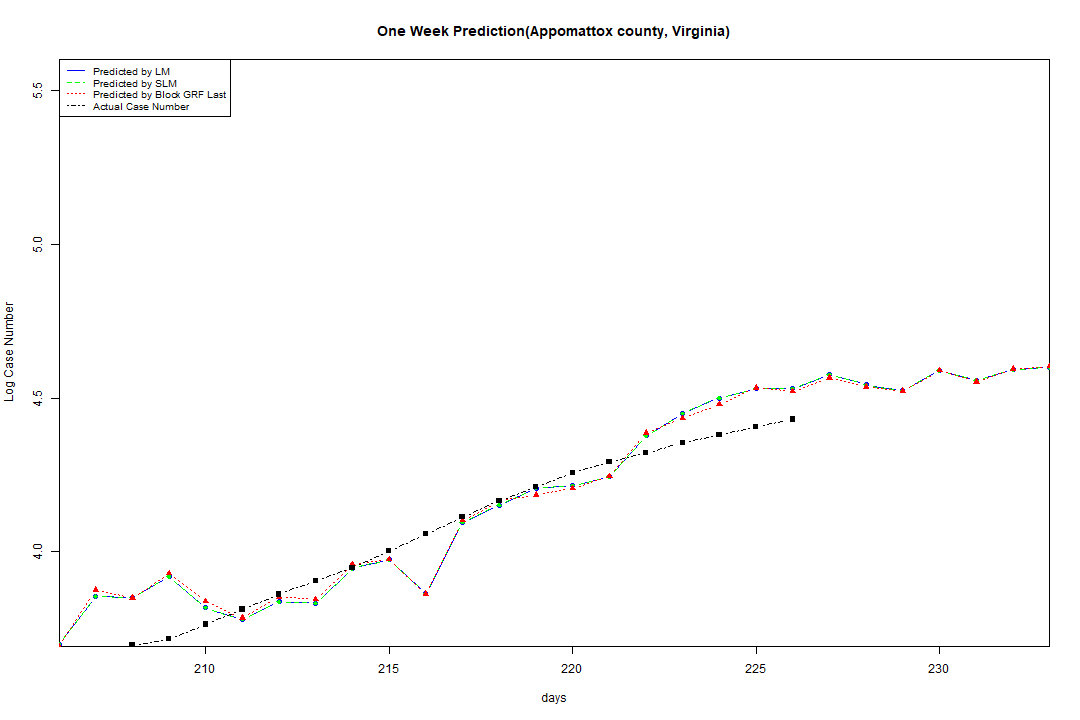 One Week Prediction(Appomattox county, Virginia)
Predicted by LM
Predicted by SLM
Predicted by Block GRF Last
Actual Case Number
5.5
5.0
4.5
4.0
Log Case Number
210 215 220 225 230
days